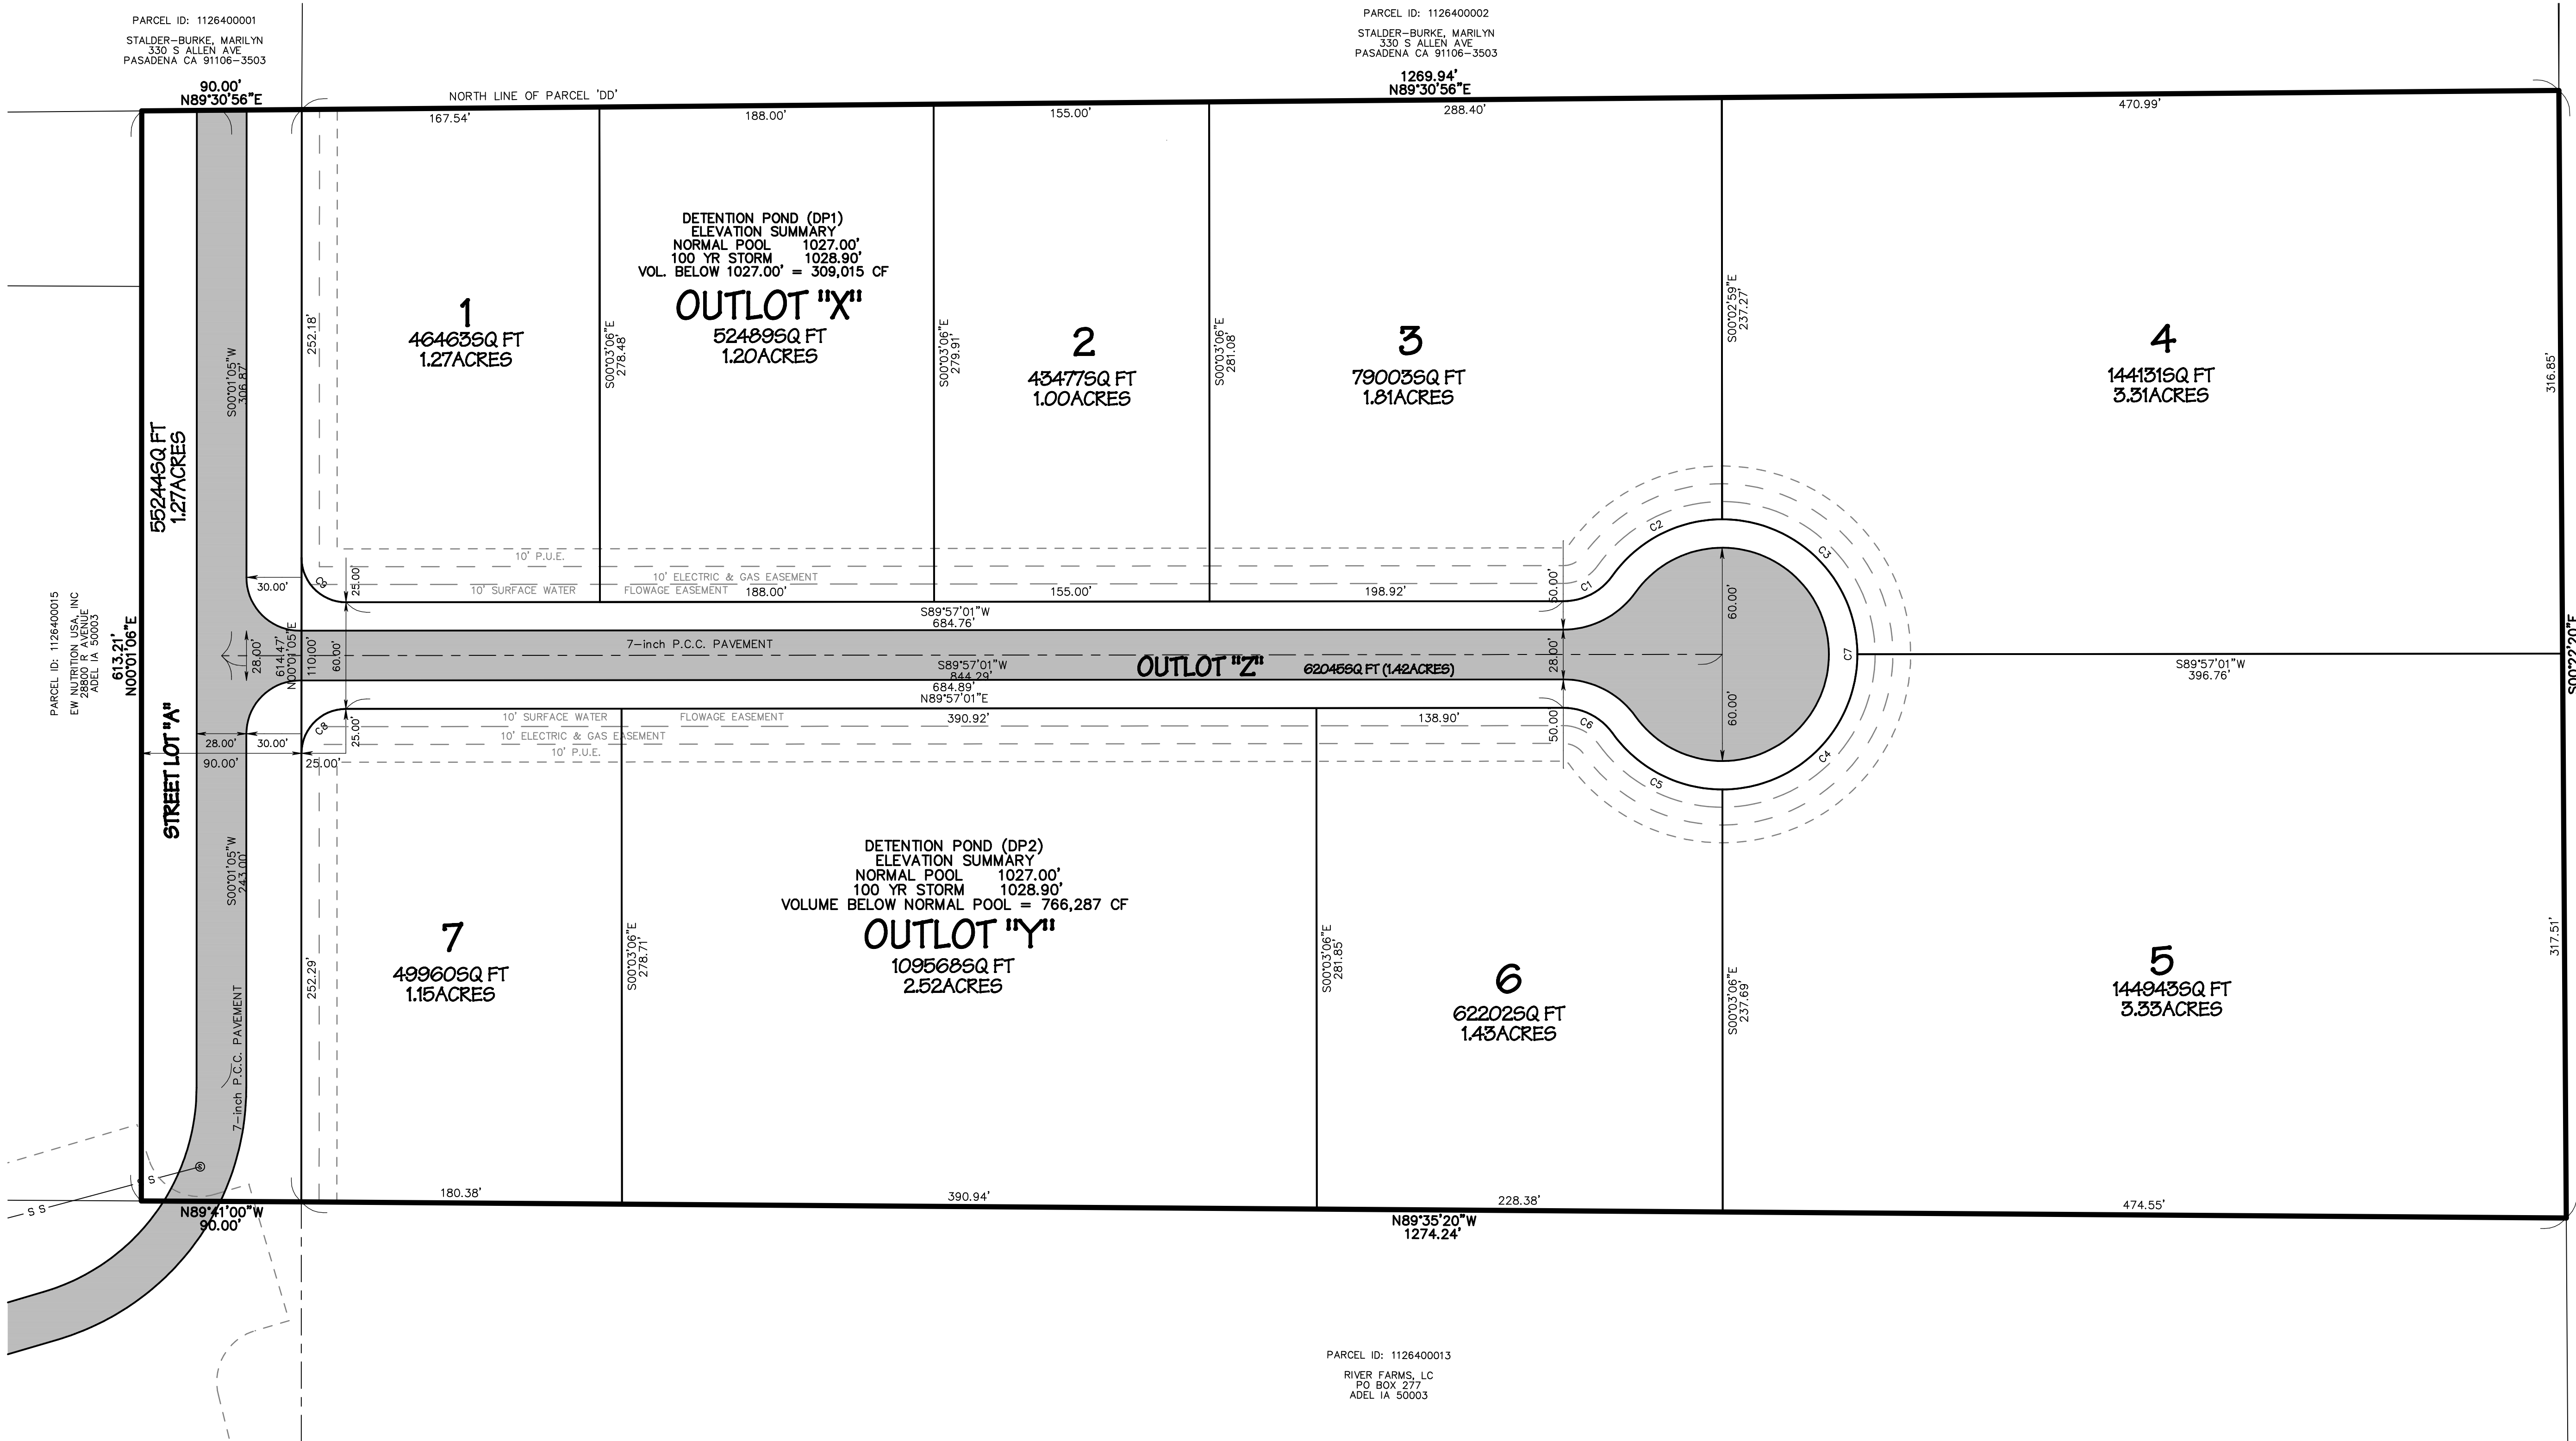 PARCEL ID: 1126400001
STALDER-BURKE, MARILYN
330 S ALLEN AVE
PASADENA CA 91106-3503
PARCEL ID: 1126400002
STALDER-BURKE, MARILYN
330 S ALLEN AVE
PASADENA CA 91106-3503
90.00'
N89°30'56"E
NORTH LINE OF PARCEL 'DD'
1269.94'
N89°30'56"E
167.54'
188.00'
155.00'
288.40'
470.99'
DETENTION POND (DP1)
ELEVATION SUMMARY
NORMAL POOL 1027.00'
100 YR STORM 1028.90'
VOL. BELOW 1027.00' = 309,015 CF
OUTLOT "X"
52489SQ FT
1.20ACRES
1
46463SQ FT
1.27ACRES
2
43477SQ FT
1.00ACRES
3
79003SQ FT
1.81ACRES
4
144131SQ FT
3.31ACRES
252.18'
S00°03'06"E
278.48'
S00°03'06"E
279.91'
S00°03'06"E
281.08'
S00°02'59"E
237.27'
316.85'
S00°01'05"W
306.87'
55244SQ FT
1.27ACRES
PARCEL ID: 1126400015
EW NUTRITION USA, INC
28800 R AVENUE
ADEL IA 50003
613.21'
N00°01'06"E
10' P.U.E.
10' ELECTRIC & GAS EASEMENT
10' SURFACE WATER FLOWAGE EASEMENT
188.00'
155.00'
198.92'
S89°57'01"W
684.76'
7-inch P.C.C. PAVEMENT
S89°57'01"W
844.29'
OUTLOT "Z"
62045SQ FT (1.42ACRES)
684.89'
N89°57'01"E
30.00'
C9
25.00'
28.00'
614.47'
N00°01'05"E
110.00'
60.00'
50.00'
28.00'
50.00'
C1
C2
C3
C7
C4
C5
C6
60.00'
60.00'
S89°57'01"W
396.76'
S00°22'20"E
10' SURFACE WATER FLOWAGE EASEMENT
390.92'
138.90'
10' ELECTRIC & GAS EASEMENT
10' P.U.E.
C8
25.00'
28.00'
30.00'
90.00'
25.00'
STREET LOT "A"
S00°01'05"W
243.00'
7-inch P.C.C. PAVEMENT
252.29'
7
49960SQ FT
1.15ACRES
S00°03'06"E
278.71'
DETENTION POND (DP2)
ELEVATION SUMMARY
NORMAL POOL 1027.00'
100 YR STORM 1028.90'
VOLUME BELOW NORMAL POOL = 766,287 CF
OUTLOT "Y"
109568SQ FT
2.52ACRES
S00°03'06"E
281.85'
6
62202SQ FT
1.43ACRES
S00°03'06"E
237.69'
5
144943SQ FT
3.33ACRES
317.51'
S S
S S
180.38'
390.94'
228.38'
474.55'
N89°41'00"W
90.00'
N89°35'20"W
1274.24'
PARCEL ID: 1126400013
RIVER FARMS, LC
PO BOX 277
ADEL IA 50003